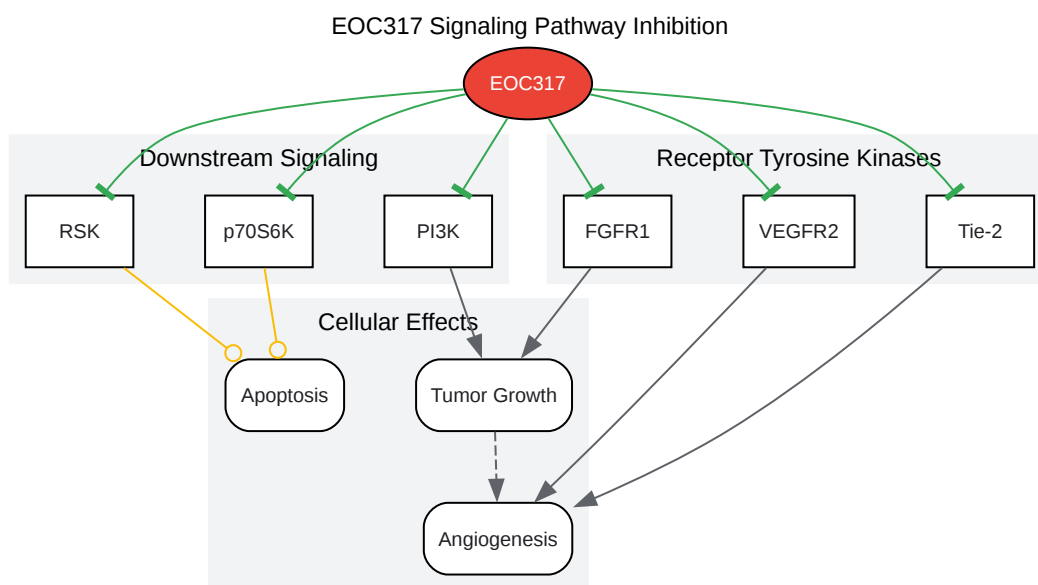 EOC317 Signaling Pathway Inhibition
EOC317
Downstream Signaling
Receptor Tyrosine Kinases
RSK
p70S6K
PI3K
FGFR1
VEGFR2
Tie-2
Cellular Effects
Apoptosis
Tumor Growth
Angiogenesis